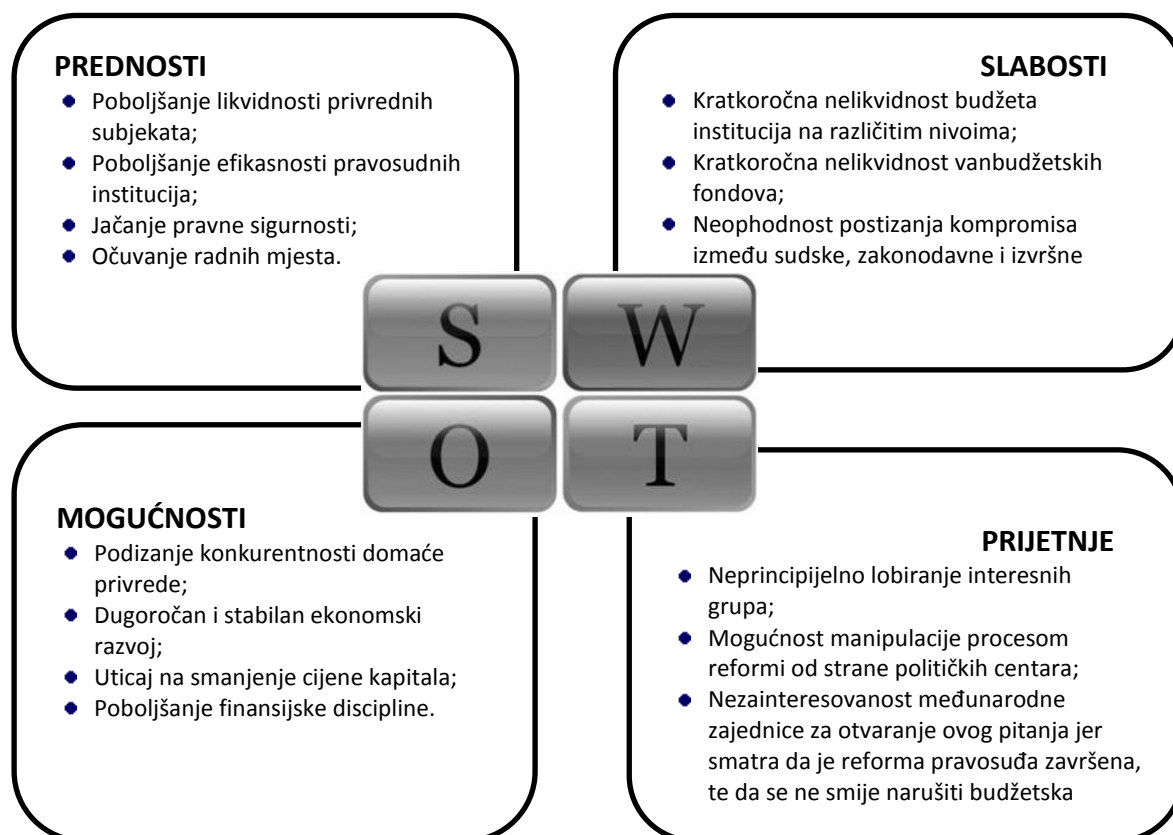 PREDNOSTI
Poboljšanje likvidnosti privrednih
subjekata;
Poboljšanje efikasnosti pravosudnih
institucija;
Jačanje pravne sigurnosti;
Očuvanje radnih mjesta.
SLABOSTI
Kratkoročna nelikvidnost budžeta
institucija na različitim nivoima;
Kratkoročna nelikvidnost vanbudžetskih
fondova;
Neophodnost postizanja kompromisa
između sudske, zakonodavne i izvršne
S
W
O
T
MOGUĆNOSTI
Podizanje konkurentnosti domaće
privrede;
Dugoročan i stabilan ekonomski
razvoj;
Uticaj na smanjenje cijene kapitala;
Poboljšanje finansijske discipline.
PRIJETNJE
Neprincipijelno lobiranje interesnih
grupa;
Mogućnost manipulacije procesom
reformi od strane političkih centara;
Nezainteresovanost međunarodne
zajednice za otvaranje ovog pitanja jer
smatra da je reforma pravosuđa završena,
te da se ne smije narušiti budžetska